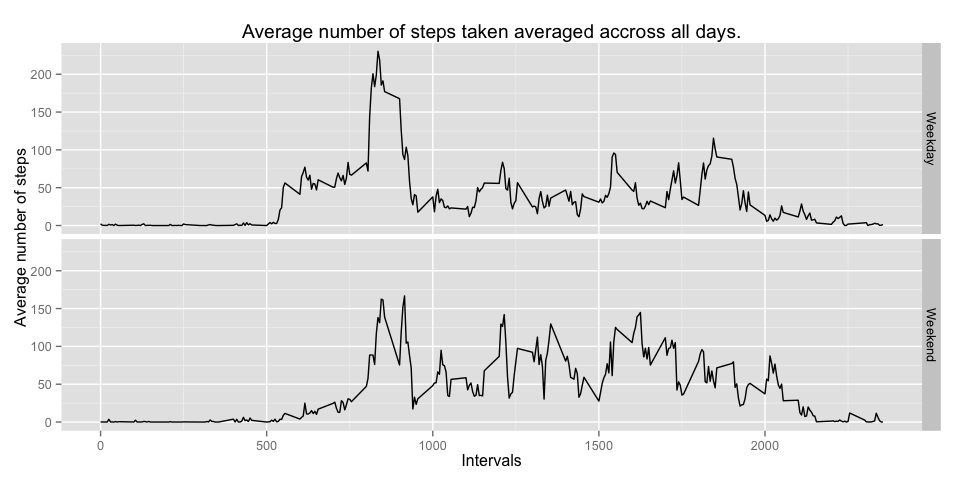 Average number of steps taken averaged accross all days.
Average number of steps
200
150
100
50
0
Weekday
200
150
100
50
0
Weekend
0 500 1000 1500 2000
Intervals